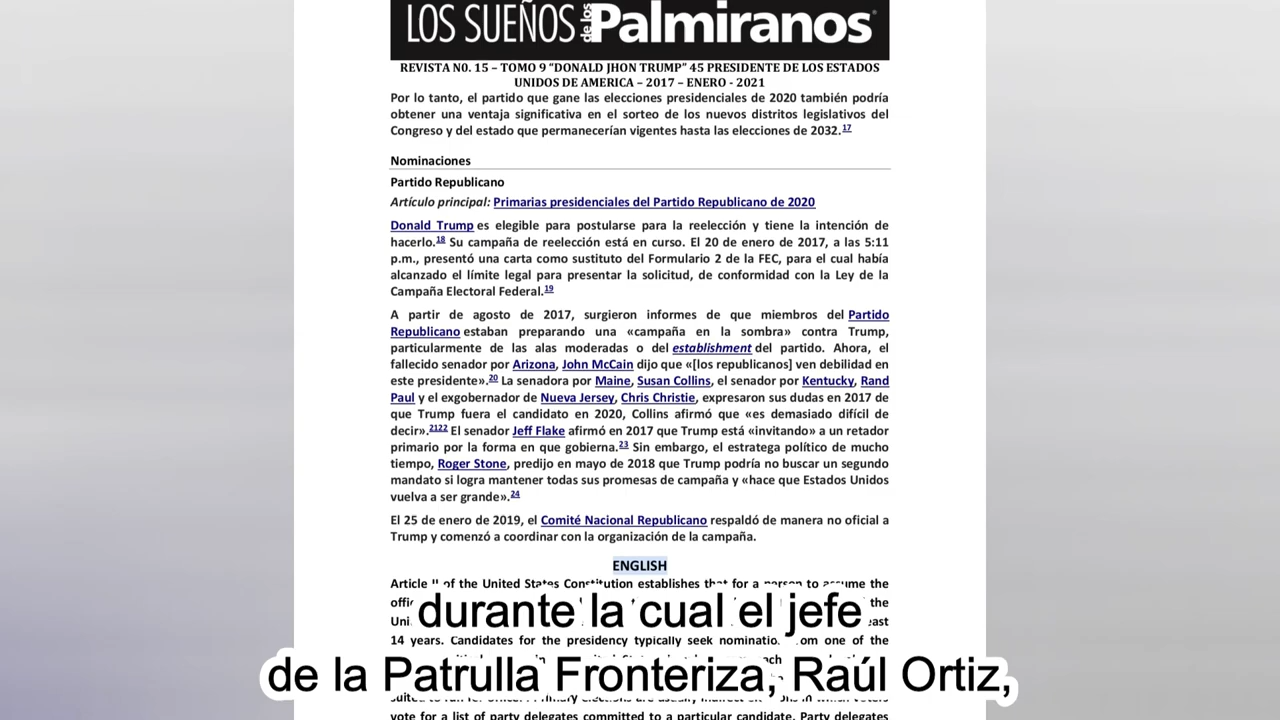 LOS SUEÑOS de los Palmiranos
REVISTA N0. 15 – TOMO 9 “DONALD JHON TRUMP” 45 PRESIDENTE DE LOS ESTADOS
UNIDOS DE AMERICA – 2017 – ENERO - 2021
Por lo tanto, el partido que gane las elecciones presidenciales de 2020 también podría
obtener una ventaja significativa en el sorteo de los nuevos distritos legislativos del
Congreso y del estado que permanecerían vigentes hasta las elecciones de 2032.17
Nominaciones
Partido Republicano
Artículo principal: Primarias presidenciales del Partido Republicano de 2020
Donald Trump es elegible para postularse para la reelección y tiene la intención de
hacerlo.18 Su campaña de reelección está en curso. El 20 de enero de 2017, a las 5:11
p.m., presentó una carta como sustituto del Formulario 2 de la FEC, para el cual había
alcanzado el límite legal para presentar la solicitud, de conformidad con la Ley de la
Campaña Electoral Federal.19
A partir de agosto de 2017, surgieron informes de que miembros del Partido
Republicano estaban preparando una «campaña en la sombra» contra Trump,
particularmente de las alas moderadas o del establishment del partido. Ahora, el
fallecido senador por Arizona, John McCain dijo que «[los republicanos] ven debilidad en
este presidente».20 La senadora por Maine, Susan Collins, el senador por Kentucky, Rand
Paul y el exgobernador de Nueva Jersey, Chris Christie, expresaron sus dudas en 2017 de
que Trump fuera el candidato en 2020, Collins afirmó que «es demasiado difícil de
decir».2122 El senador Jeff Flake afirmó en 2017 que Trump está «invitando» a un retador
primario por la forma en que gobierna.23 Sin embargo, el estratega político de mucho
tiempo, Roger Stone, predijo en mayo de 2018 que Trump podría no buscar un segundo
mandato si logra mantener todas sus promesas de campaña y «hace que Estados Unidos
vuelva a ser grande».24
El 25 de enero de 2019, el Comité Nacional Republicano respaldó de manera no oficial a
Trump y comenzó a coordinar con la organización de la campaña.
ENGLISH
Article II of the United States Constitution establishes that for a person to assume the
the
14 years. Candidates for the presidency typically seek from one of the
vote for a list of party delegates committed to a particular candidate. Party delegates
durante la cual el jefe
de la Patrulla Fronteriza, Raúl Ortiz,